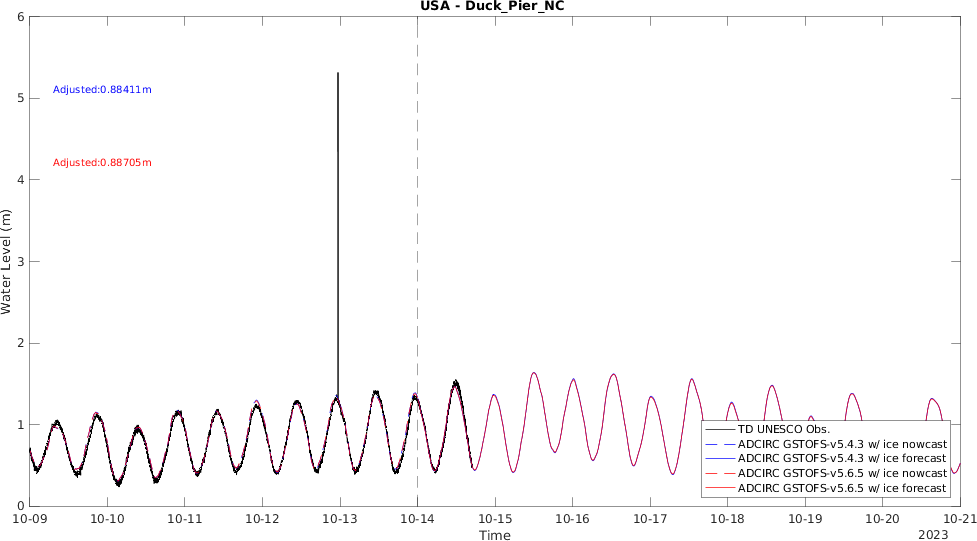 USA - Duck_Pier_NC
6
5
4
3
2
1
0
Water Level (m)
Adjusted:0.88411m
Adjusted:0.88705m
TD UNESCO Obs.
ADCIRC GSTOFS-v5.4.3 w/ ice nowcast
ADCIRC GSTOFS-v5.4.3 w/ ice forecast
ADCIRC GSTOFS-v5.6.5 w/ ice nowcast
ADCIRC GSTOFS-v5.6.5 w/ ice forecast
10-09 10-10 10-11 10-12 10-13 10-14 10-15 10-16 10-17 10-18 10-19 10-20 10-21
Time
2023